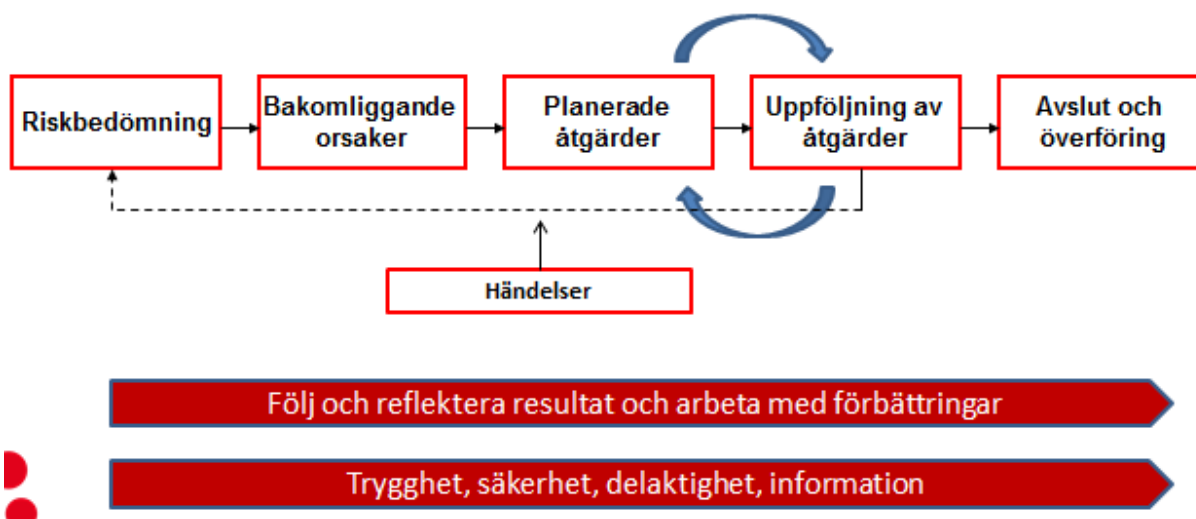 Riskbedömning
Bakomliggande
orsaker
Planerade
åtgärder
Uppföljning av
åtgärder
Avslut och
överföring
Händelser
Följ och reflektera resultat och arbeta med förbättringar
Trygghet, säkerhet, delaktighet, information